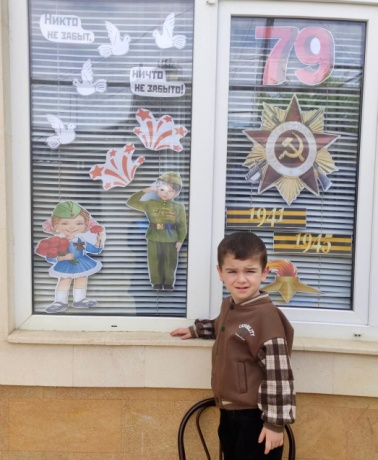 Никто
не забыт,
ничто
не забыто!
79
1941
1945